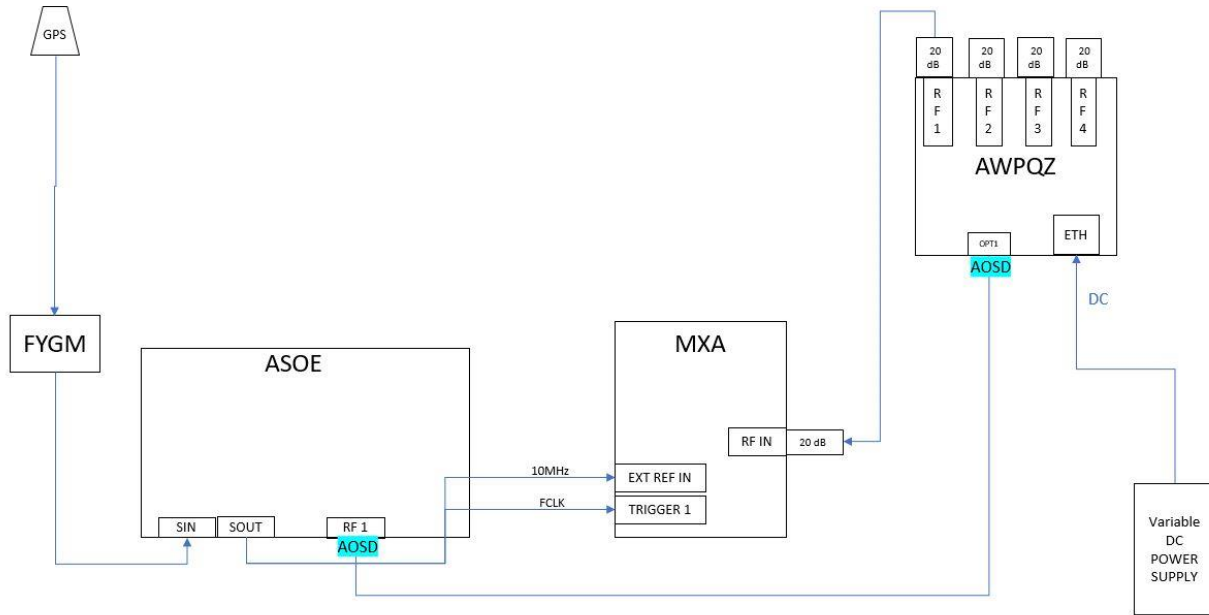 GPS
20
dB
20
dB
20
dB
20
dB
R
F
1
R
F
2
R
F
3
R
F
4
AWPQZ
OPT1
ETH
AOSD
DC
FYGM
ASOE
MXA
RF IN
20 dB
10MHz
EXT REF IN
FCLK
TRIGGER 1
SIN
SOUT
RF 1
AOSD
Variable
DC
POWER
SUPPLY